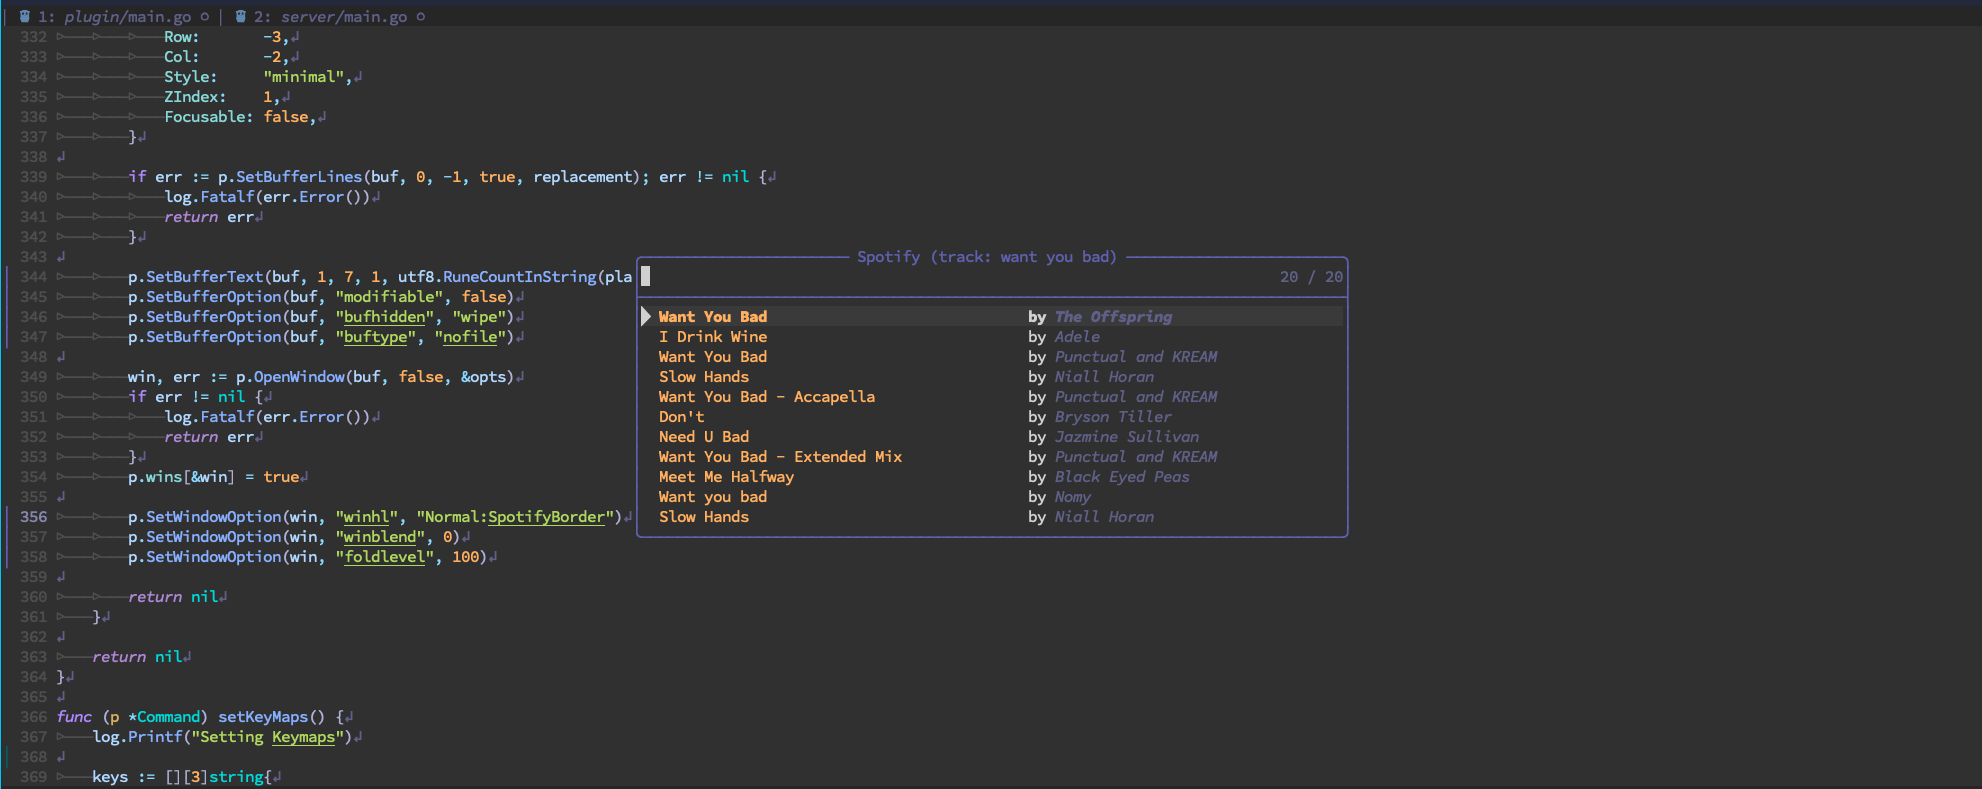 1: plugin/main.go ○ | 2: server/main.go ○
332 Row: -3,
333 Col: -2,
334 Style: "minimal",
335 ZIndex: 1,
336 Focusable: false,
337 }
338
339 if err := p.SetBufferLines(buf, 0, -1, true, replacement); err != nil {
340 log.Fatalf(err.Error())
341 return err
342 }
343
344 p.SetBufferText(buf, 1, 7, 1, utf8.RuneCountInString(pla
345 p.SetBufferOption(buf, "modifiable", false)
346 p.SetBufferOption(buf, "bufhidden", "wipe")
347 p.SetBufferOption(buf, "buftype", "nofile")
348
349 win, err := p.OpenWindow(buf, false, &opts)
350 if err != nil {
351 log.Fatalf(err.Error())
352 return err
353 }
354 p.wins[&win] = true
355
356 p.SetWindowOption(win, "winhl", "Normal:SpotifyBorder")
357 p.SetWindowOption(win, "winblend", 0)
358 p.SetWindowOption(win, "foldlevel", 100)
359
360 return nil
361 }
362
363 return nil
364 }
365
366 func (p *Command) setKeyMaps() {
367 log.Printf("Setting Keymaps")
368
369 keys := [][3]string{
Spotify (track: want you bad)
20 / 20
Want You Bad by The Offspring
I Drink Wine by Adele
Want You Bad by Punctual and KREAM
Slow Hands by Niall Horan
Want You Bad - Accapella by Punctual and KREAM
Don't by Bryson Tiller
Need U Bad by Jazmine Sullivan
Want You Bad - Extended Mix by Punctual and KREAM
Meet Me Halfway by Black Eyed Peas
Want you bad by Nomy
Slow Hands by Niall Horan